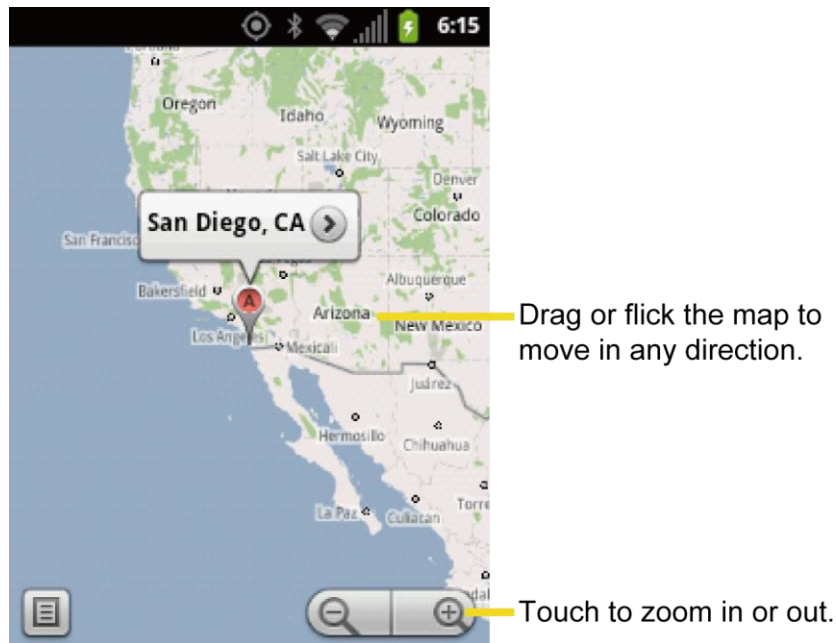 6:15
Oregon
Idaho
Wyoming
Salt Lake City
Denver
Colorado
San Diego, CA
San Francisc
Bakersfield
A
Albuquerque
Arizona
New Mexico
Los Angeles
Mexicali
Juárez
Hermosillo
Chihuahua
La Paz
Culiacan
Torre
Drag or flick the map to
move in any direction.
Touch to zoom in or out.